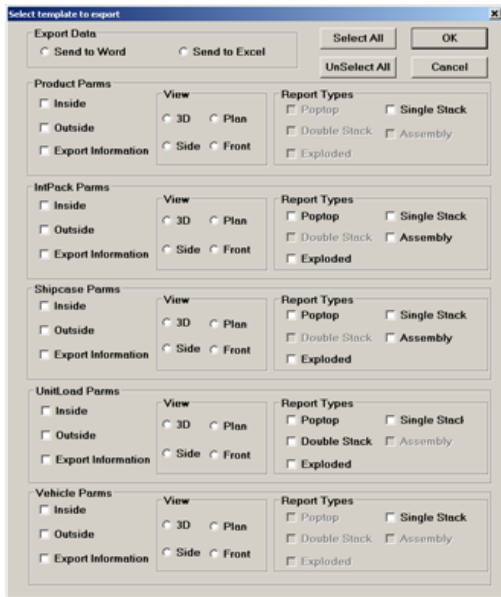 Select template to export
Export Data
Send to Word Send to Excel
Select All OK
UnSelect All Cancel
Product Parms
Inside
Outside
Export Information
View
3D Plan
Side Front
Report Types
Poptop Single Stack
Double Stack Assembly
Exploded
IntPack Parms
Inside
Outside
Export Information
View
3D Plan
Side Front
Report Types
Poptop Single Stack
Double Stack Assembly
Exploded
Shipcase Parms
Inside
Outside
Export Information
View
3D Plan
Side Front
Report Types
Poptop Single Stack
Double Stack Assembly
Exploded
UnitLoad Parms
Inside
Outside
Export Information
View
3D Plan
Side Front
Report Types
Poptop Single Stack
Double Stack Assembly
Exploded
Vehicle Parms
Inside
Outside
Export Information
View
3D Plan
Side Front
Report Types
Poptop Single Stack
Double Stack Assembly
Exploded